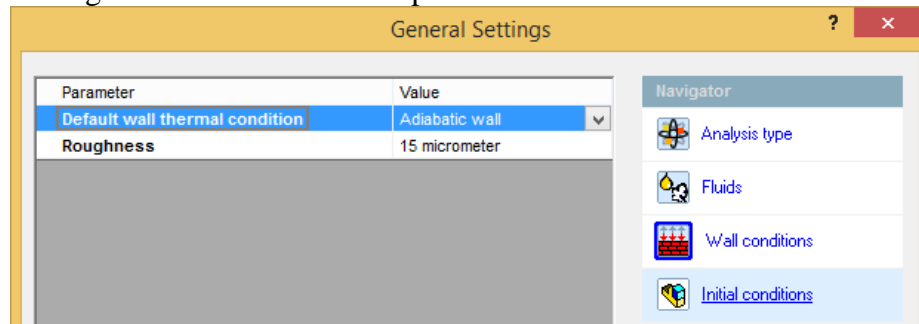 General Settings
? ×
Parameter Value
Navigator
Default wall thermal condition Adiabatic wall
Analysis type
Roughness 15 micrometer
Fluids
Wall conditions
Initial conditions